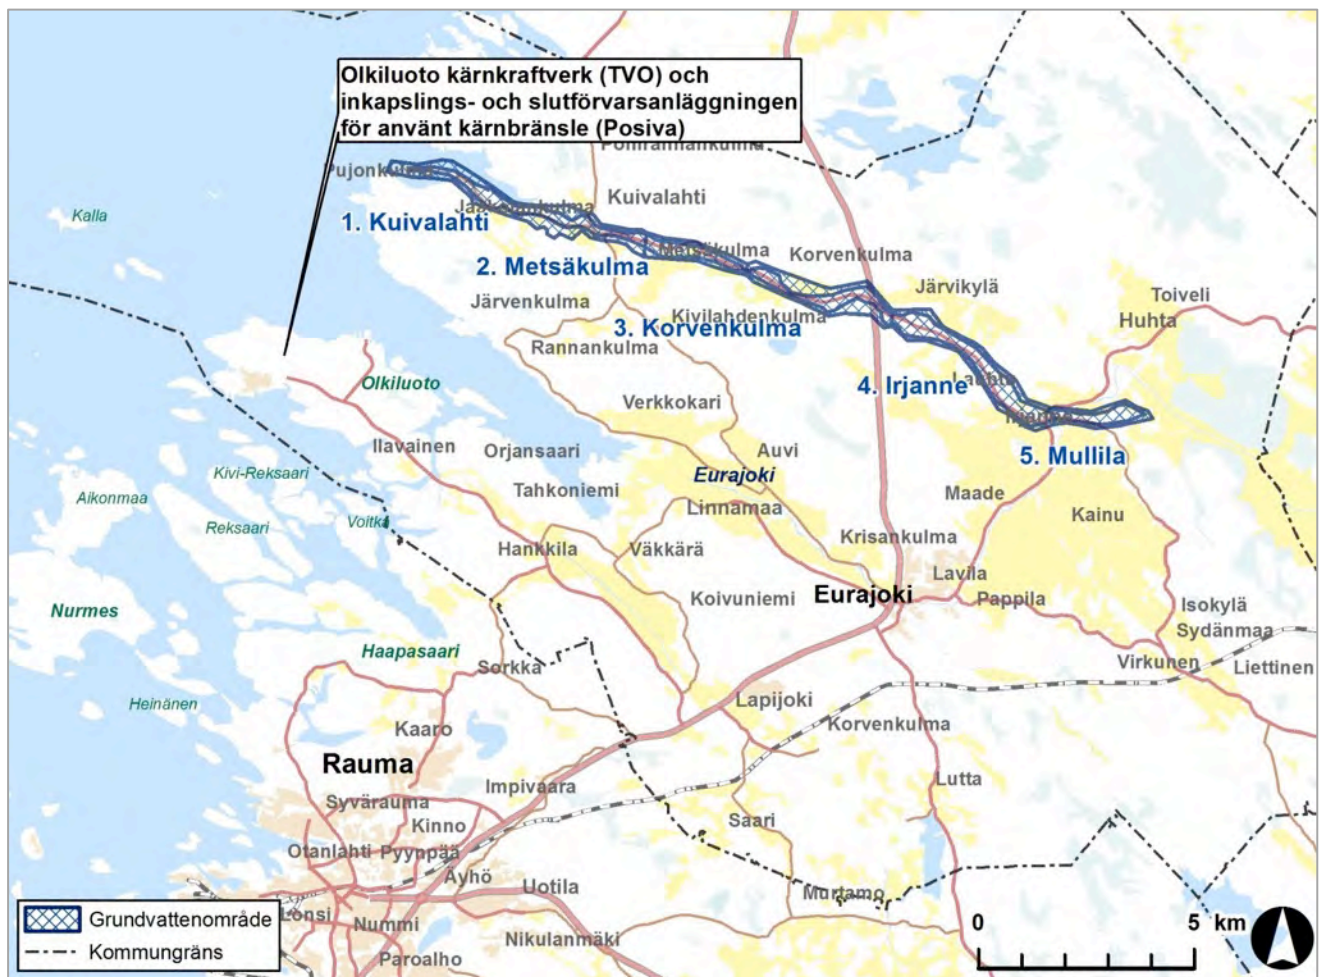 Olkiluoto kärnkraftverk (TVO) och
inkapslings- och slutförvarsanläggningen
för använt kärnbränsle (Posiva)
Pujonkulma
Kuivalahti
Kalla
1. Kuivalahti
Metsäkulma
Korvenkulma
2. Metsäkulma
Järvikylä
Toiveli
Järvenkulma
Kivilahdenkulma
Huhta
3. Korvenkulma
Rannankulma
Olkiluoto
4. Irjanne
Verkkokari
Ilavainen
Orjansaari
Auvi
5. Mullila
Kivi-Reksaari
Eurajoki
Aikonmaa
Tahkoniemi
Maade
Linnamaa
Kainu
Reksaari
Voitka
Krisankulma
Hankkila
Väkkärä
Lavila
Nurmes
Koivuniemi
Eurajoki
Pappila
Isokylä
Sydänmaa
Haapasaari
Sorkka
Virkunen
Liettinen
Heinänen
Lapijoki
Kaaro
Korvenkulma
Rauma
Impivaara
Lutta
Syvärauma
Kinno
Saari
Otanlahti
Pyynpää
Äyhö
Uotila
Murtamo
Grundvattenområde
Lonsi
Nummi
0
5
km
Kommungräns
Nikulanmäki
Paroalho